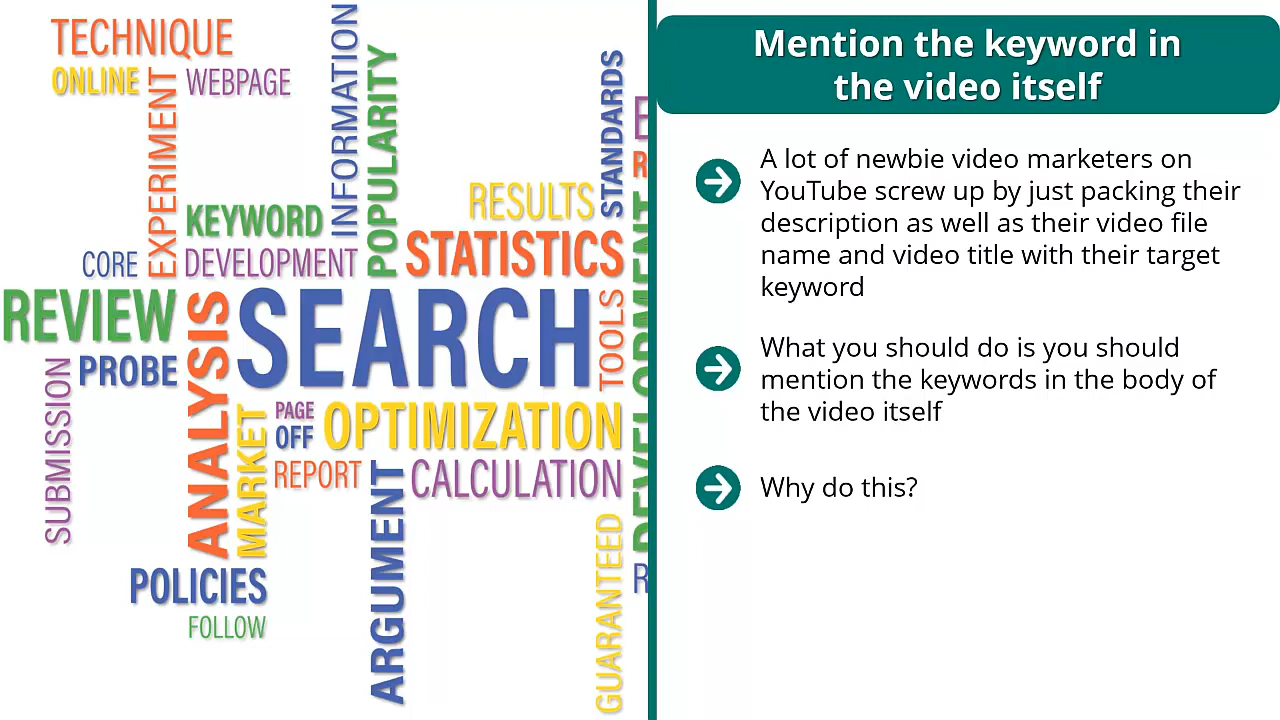 TECHNIQUE
ONLINE
WEBPAGE
EXPERIMENT
INFORMATION
POPULARITY
STANDARDS
KEYWORD
RESULTS
CORE
DEVELOPMENT
STATISTICS
REVIEW
ANALYSIS
SEARCH
TOOLS
DEVELOPMENT
PROBE
SUBMISSION
MARKET
PAGE
OFF
OPTIMIZATION
REPORT
CALCULATION
ARGUMENT
GUARANTEED
POLICIES
FOLLOW
Mention the keyword in
the video itself
A lot of newbie video marketers on
YouTube screw up by just packing their
description as well as their video file
name and video title with their target
keyword
What you should do is you should
mention the keywords in the body of
the video itself
Why do this?